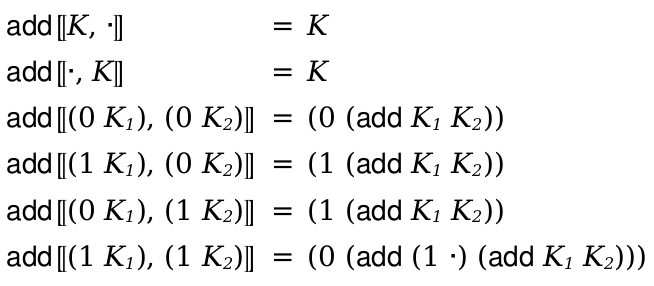 add⟦K, ·⟧ = K
add⟦·, K⟧ = K
add⟦(0 K₁), (0 K₂)⟧ = (0 (add K₁ K₂))
add⟦(1 K₁), (0 K₂)⟧ = (1 (add K₁ K₂))
add⟦(0 K₁), (1 K₂)⟧ = (1 (add K₁ K₂))
add⟦(1 K₁), (1 K₂)⟧ = (0 (add (1 ·) (add K₁ K₂)))